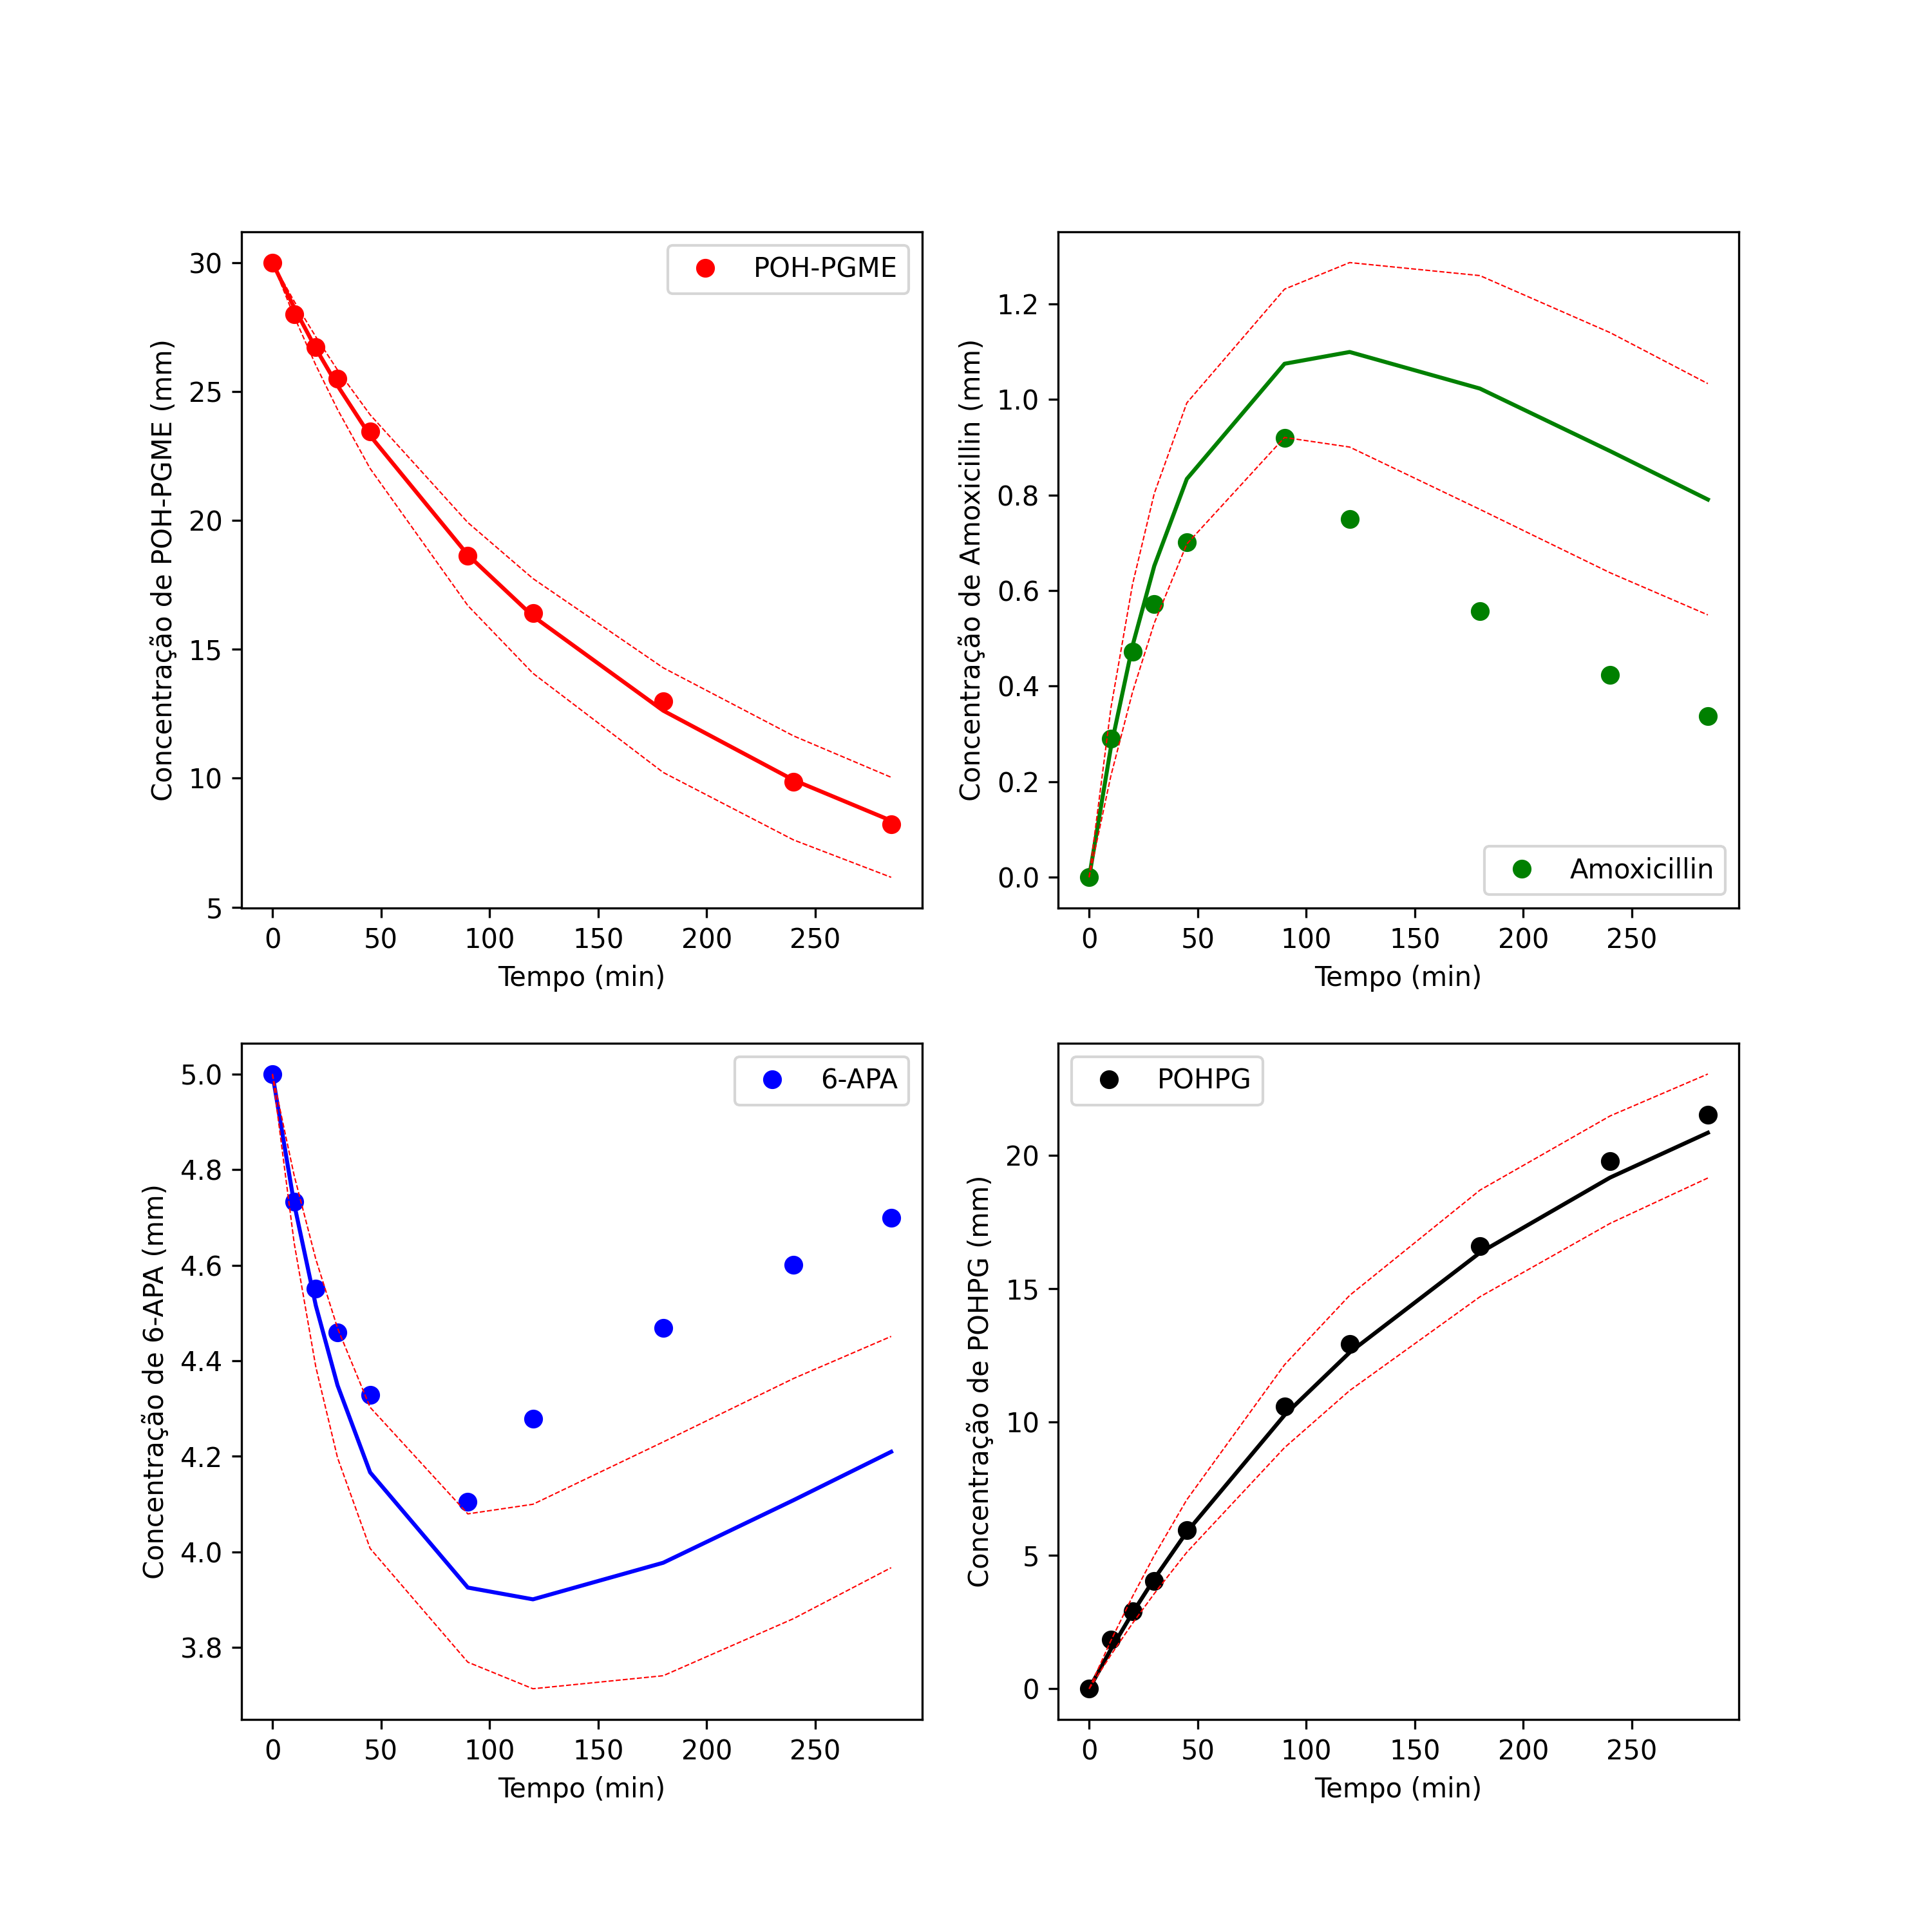 Concentração de POH-PGME (mm)
30
25
20
15
10
5
POH-PGME
0 50 100 150 200 250
Tempo (min)
Concentração de Amoxicillin (mm)
1.2
1.0
0.8
0.6
0.4
0.2
0.0
Amoxicillin
0 50 100 150 200 250
Tempo (min)
Concentração de 6-APA (mm)
5.0
4.8
4.6
4.4
4.2
4.0
3.8
6-APA
0 50 100 150 200 250
Tempo (min)
Concentração de POHPG (mm)
20
15
10
5
0
POHPG
0 50 100 150 200 250
Tempo (min)